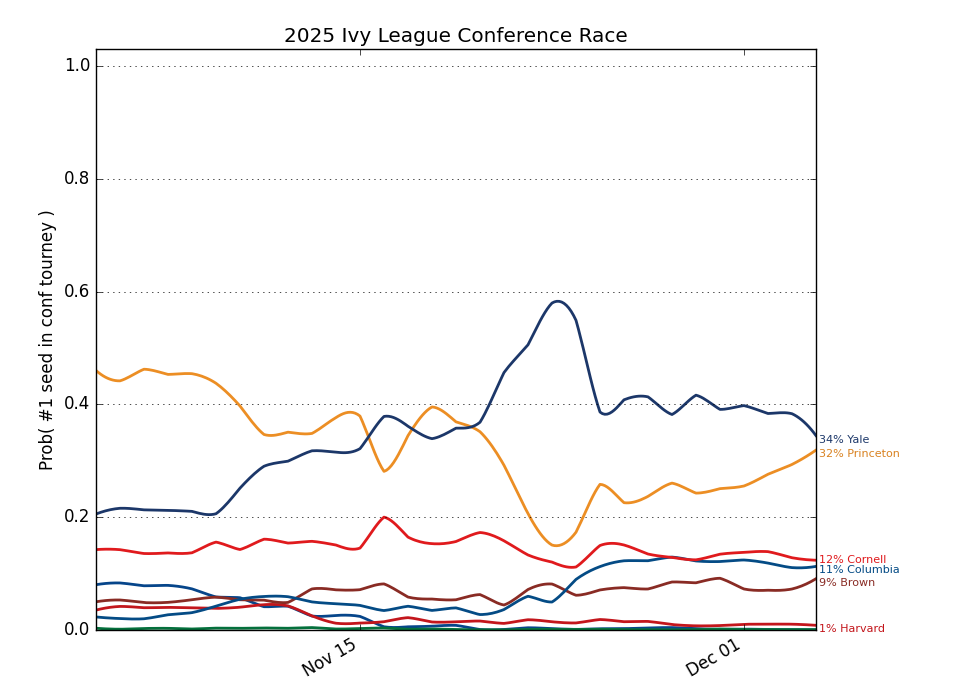 2025 Ivy League Conference Race
Prob( #1 seed in conf tourney )
1.0
0.8
0.6
0.4
0.2
0.0
Nov 15
Dec 01
34% Yale
32% Princeton
12% Cornell
11% Columbia
9% Brown
1% Harvard